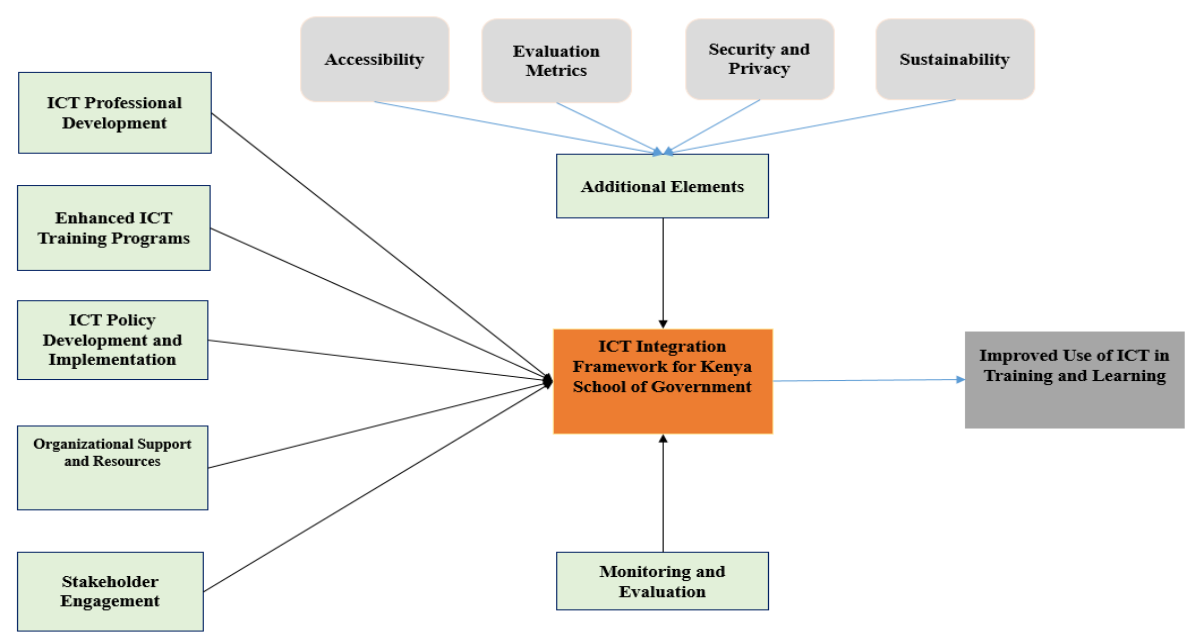 Accessibility
Evaluation
Metrics
Security and
Privacy
Sustainability
ICT Professional
Development
Enhanced ICT
Training Programs
ICT Policy
Development and
Implementation
Organizational Support
and Resources
Stakeholder
Engagement
Additional Elements
ICT Integration
Framework for Kenya
School of Government
Monitoring and
Evaluation
Improved Use of ICT in
Training and Learning